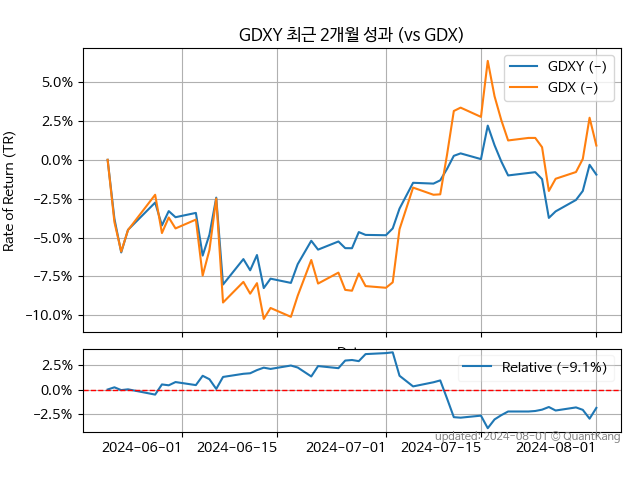 GDXY 최근 2개월 성과 (vs GDX)
Rate of Return (TR)
5.0%
2.5%
0.0%
−2.5%
−5.0%
−7.5%
−10.0%
GDXY (-)
GDX (-)
2.5%
0.0%
−2.5%
Relative (-9.1%)
updated: 2024-08-01 © QuantKang
2024-06-01
2024-06-15
2024-07-01
2024-07-15
2024-08-01